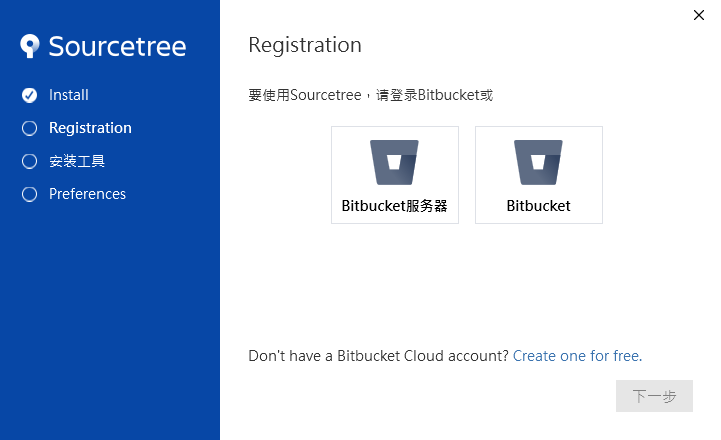 Sourcetree
Install
Registration
安装工具
Preferences
Registration
要使用Sourcetree，请登录Bitbucket或
Bitbucket服务器
Bitbucket
Don't have a Bitbucket Cloud account? Create one for free.
下一步